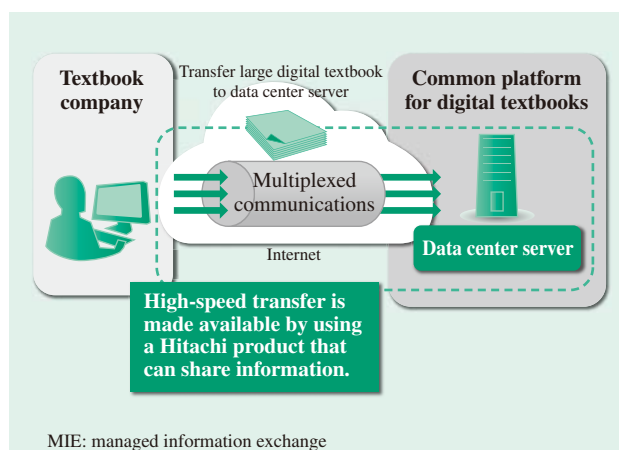 Textbook
company
Transfer large digital textbook
to data center server
Common platform
for digital textbooks
Multiplexed
communications
Internet
Data center server
High-speed transfer is
made available by using
a Hitachi product that
can share information.
MIE: managed information exchange